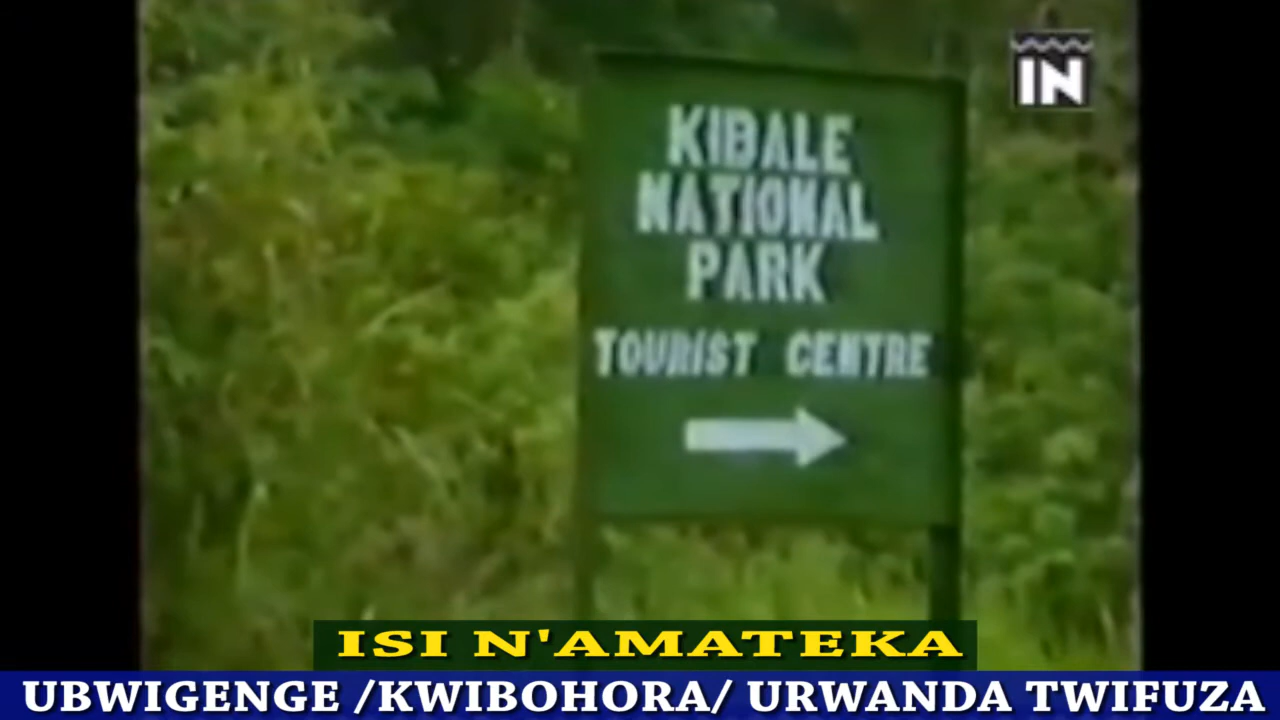 IN
KIBALE
NATIONAL
PARK
TOURIST CENTRE
ISI N'AMATEKA
UBWIGENGE /KWIBOHORA/ URWANDA TWIFUZA